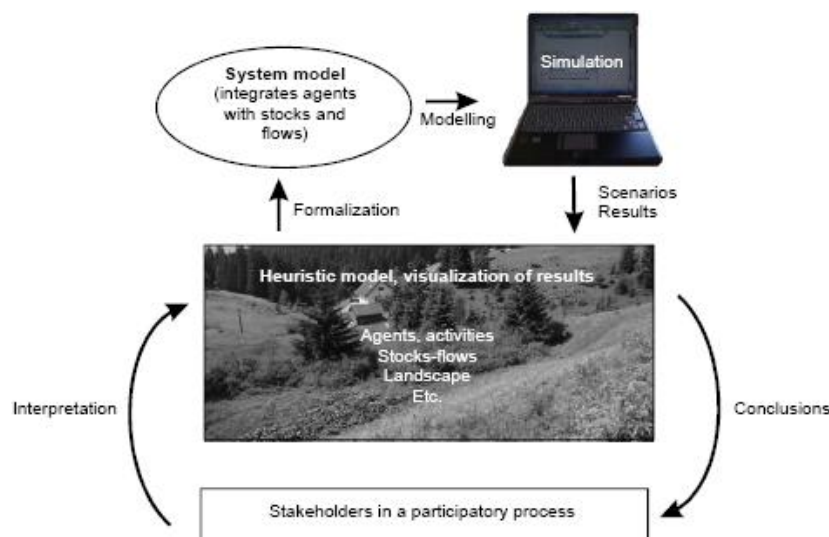 System model
(integrates agents
with stocks and
flows)
Modelling
Simulation
Formalization
Scenarios
Results
Heuristic model, visualization of results
Agents, activities
Stocks-flows
Landscape
Etc.
Interpretation
Conclusions
Stakeholders in a participatory process